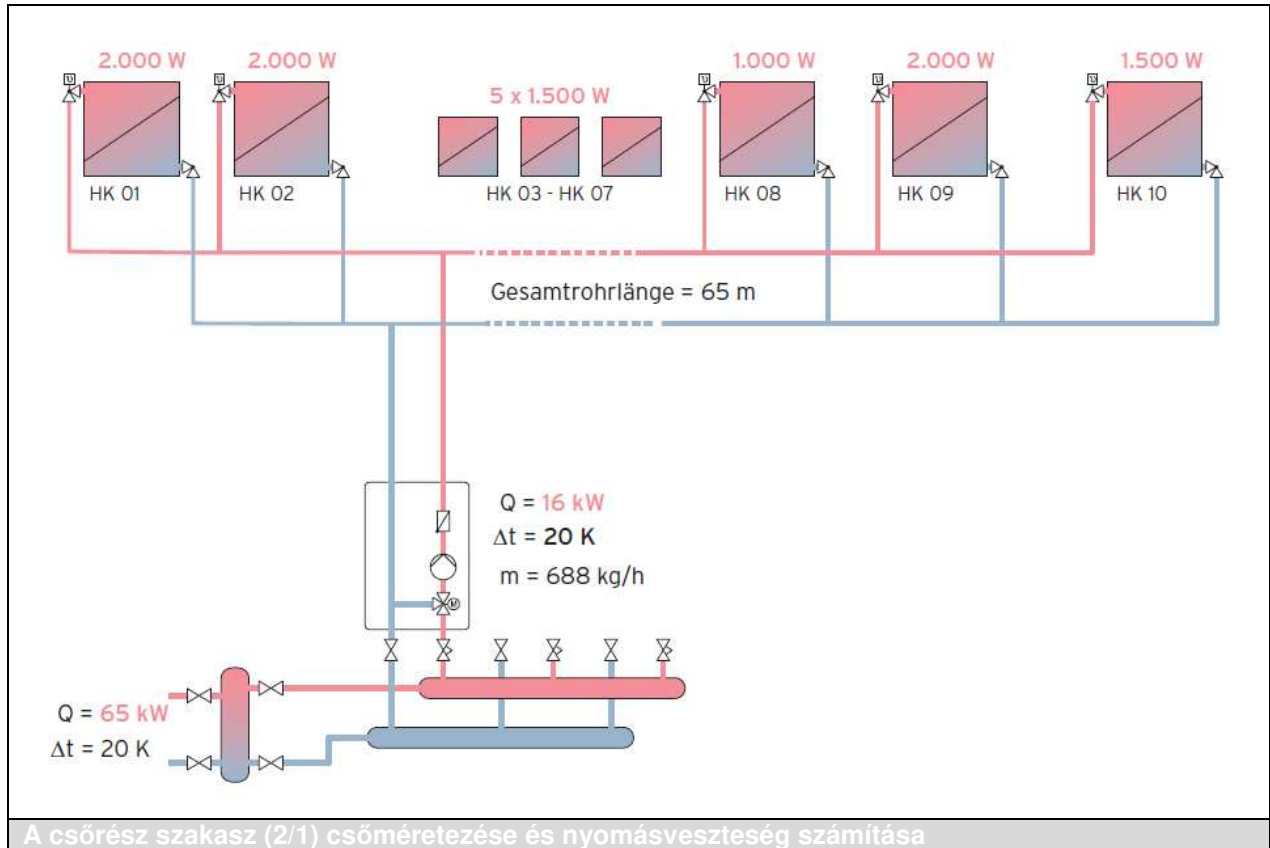 2.000 W 2.000 W 1.000 W 2.000 W 1.500 W
5 x 1.500 W
HK 01 HK 02 HK 03 - HK 07 HK 08 HK 09 HK 10
Gesamtrohrlänge = 65 m
Q = 16 kW
Δt = 20 K
m = 688 kg/h
M
Q = 65 kW
Δt = 20 K
A csőrész szakasz (2/1) csőméretezése és nyomásveszteség számítása